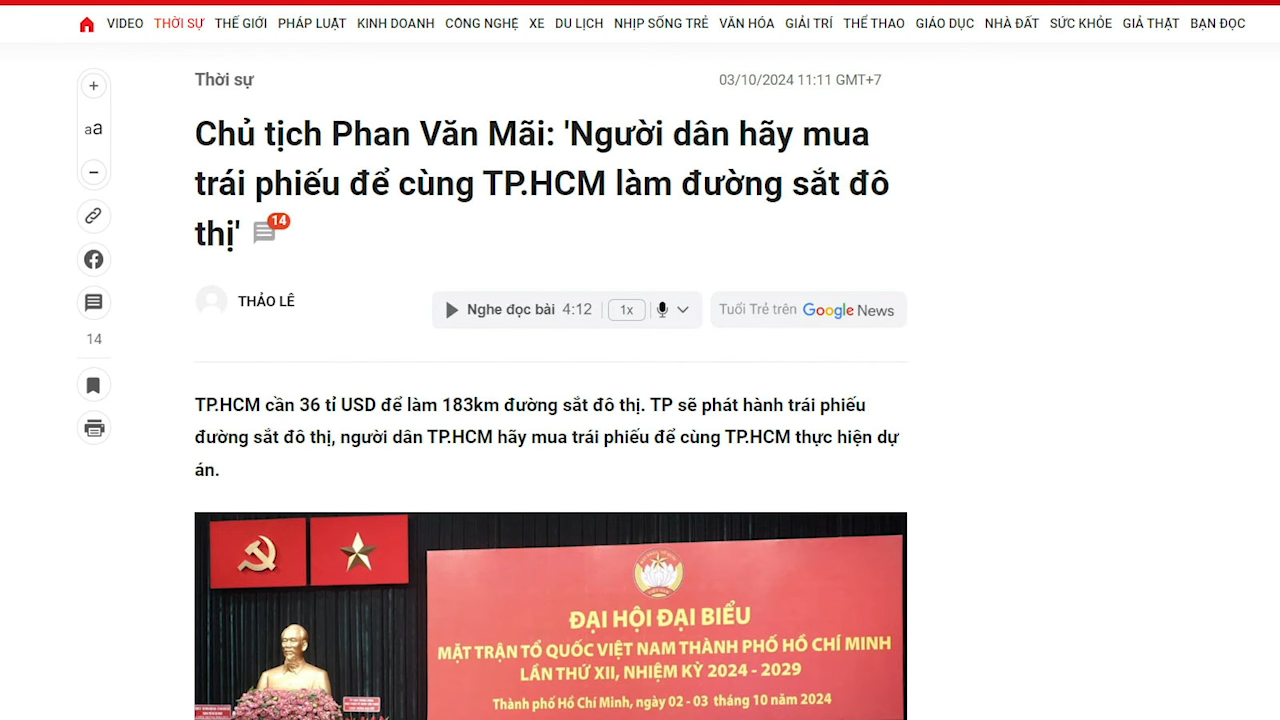 VIDEO THỜI SỰ THẾ GIỚI PHÁP LUẬT KINH DOANH CÔNG NGHỆ XE DU LỊCH NHỊP SỐNG TRẺ VĂN HÓA GIẢI TRÍ THỂ THAO GIÁO DỤC NHÀ ĐẤT SỨC KHỎE GIẢ THẬT BẠN ĐỌC
Thời sự 03/10/2024 11:11 GMT+7
aa
Chủ tịch Phan Văn Mãi: 'Người dân hãy mua
trái phiếu để cùng TP.HCM làm đường sắt đô
thị' 14
THẢO LÊ
Nghe đọc bài 4:12 1x
Tuổi Trẻ trên Google News
14
TP.HCM cần 36 tỉ USD để làm 183km đường sắt đô thị. TP sẽ phát hành trái phiếu
đường sắt đô thị, người dân TP.HCM hãy mua trái phiếu để cùng TP.HCM thực hiện dự
án.
ĐẠI HỘI ĐẠI BIỂU
MẶT TRẬN TỔ QUỐC VIỆT NAM THÀNH PHỐ HỒ CHÍ MINH
LẦN THỨ XII, NHIỆM KỲ 2024 - 2029
Thành phố Hồ Chí Minh, ngày 02 - 03 tháng 10 năm 2024